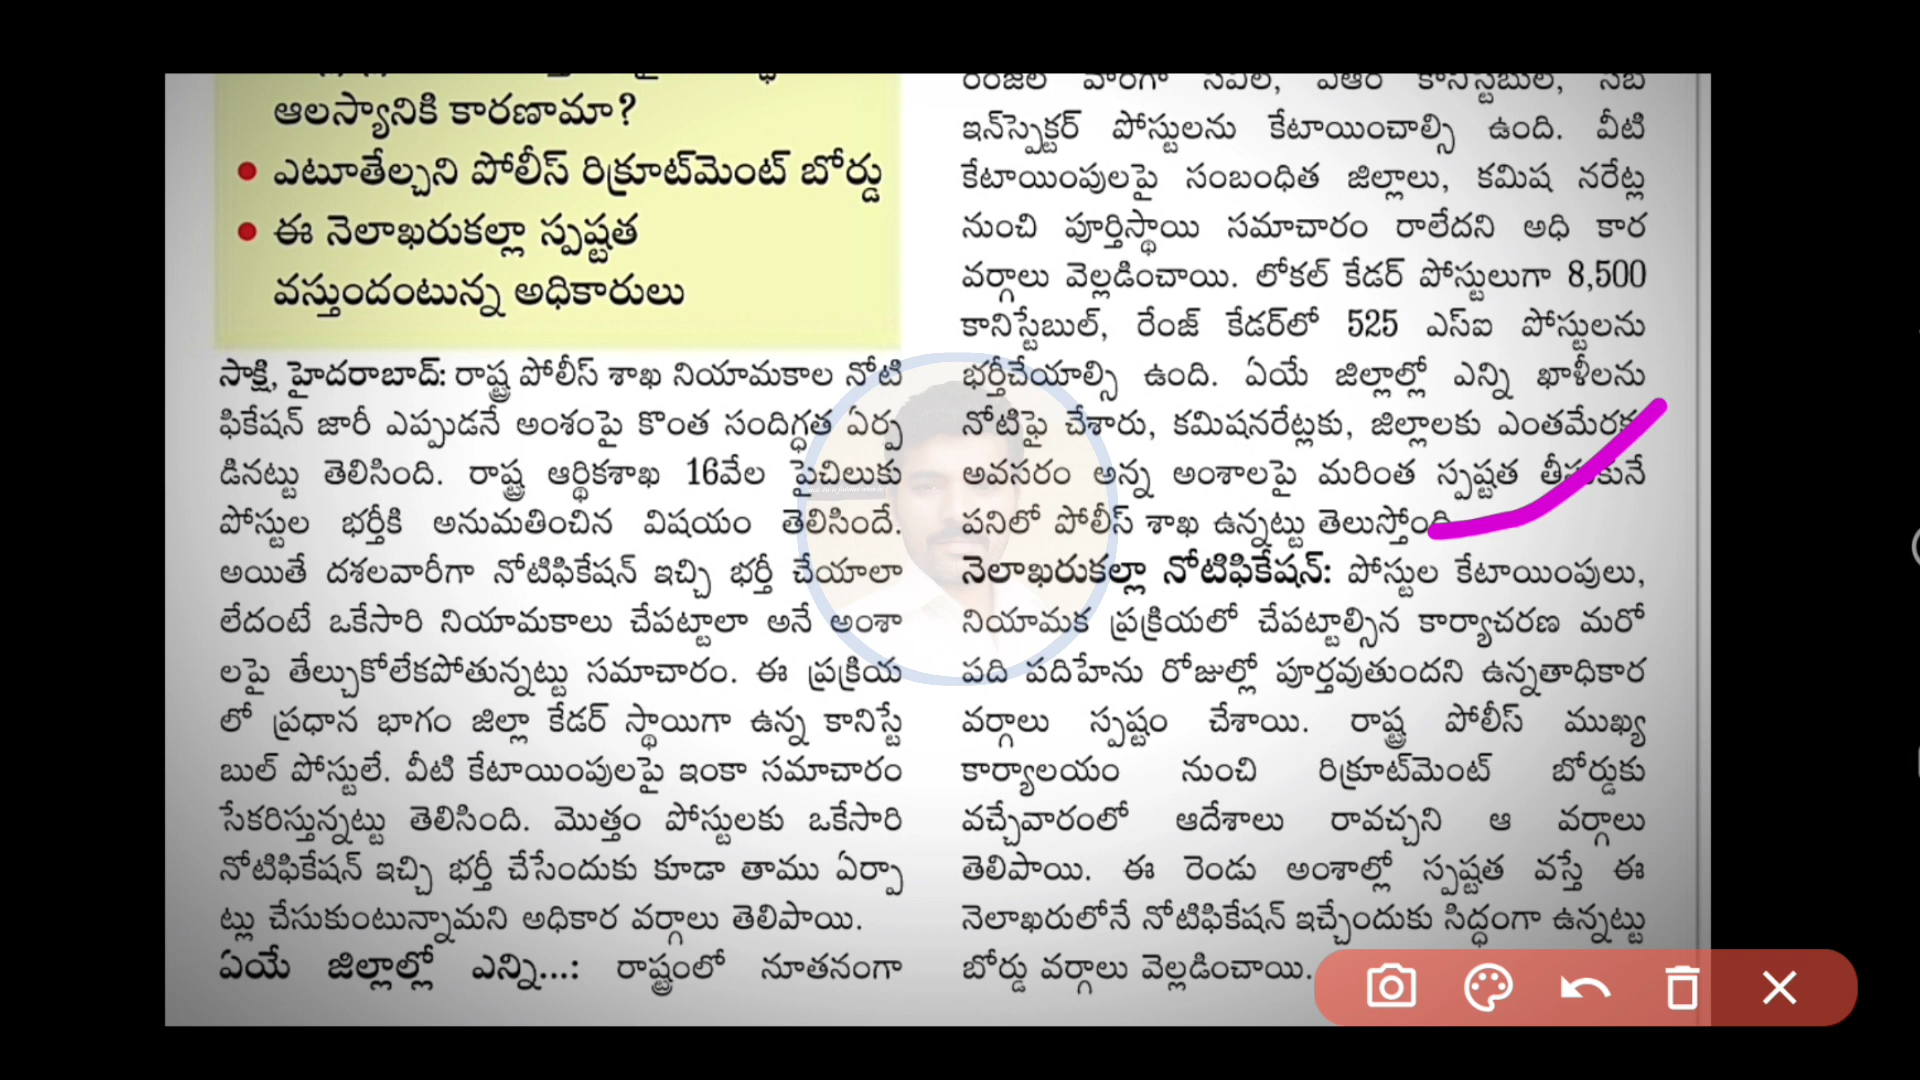 ఆలస్యానికి కారణామా?
• ఎటూతేల్చని పోలీస్ రిక్రూట్‌మెంట్ బోర్డు
• ఈ నెలాఖరుకల్లా స్పష్టత
వస్తుందంటున్న అధికారులు
సాక్షి, హైదరాబాద్: రాష్ట్ర పోలీస్ శాఖ నియామకాల నోటి
ఫికేషన్ జారీ ఎప్పుడనే అంశంపై కొంత సందిగ్ధత ఏర్ప
డినట్టు తెలిసింది. రాష్ట్ర ఆర్థికశాఖ 16వేల పైచిలుకు
పోస్టుల భర్తీకి అనుమతించిన విషయం తెలిసిందే.
అయితే దశలవారీగా నోటిఫికేషన్ ఇచ్చి భర్తీ చేయాలా
లేదంటే ఒకేసారి నియామకాలు చేపట్టాలా అనే అంశా
లపై తేల్చుకోలేకపోతున్నట్టు సమాచారం. ఈ ప్రక్రియ
లో ప్రధాన భాగం జిల్లా కేడర్ స్థాయిగా ఉన్న కానిస్టే
బుల్ పోస్టులే. వీటి కేటాయింపులపై ఇంకా సమాచారం
సేకరిస్తున్నట్టు తెలిసింది. మొత్తం పోస్టులకు ఒకేసారి
నోటిఫికేషన్ ఇచ్చి భర్తీ చేసేందుకు కూడా తాము ఏర్పా
ట్లు చేసుకుంటున్నామని అధికార వర్గాలు తెలిపాయి.
ఏయే జిల్లాల్లో ఎన్ని...: రాష్ట్రంలో నూతనంగా
రేంజ్‌ల వారీగా సివిల్, ఏఆర్ కానిస్టేబుల్, సబ్
ఇన్‌స్పెక్టర్ పోస్టులను కేటాయించాల్సి ఉంది. వీటి
కేటాయింపులపై సంబంధిత జిల్లాలు, కమిష నరేట్ల
నుంచి పూర్తిస్థాయి సమాచారం రాలేదని అధి కార
వర్గాలు వెల్లడించాయి. లోకల్ కేడర్ పోస్టులుగా 8,500
కానిస్టేబుల్, రేంజ్ కేడర్‌లో 525 ఎస్ఐ పోస్టులను
భర్తీచేయాల్సి ఉంది. ఏయే జిల్లాల్లో ఎన్ని ఖాళీలను
నోటిఫై చేశారు, కమిషనరేట్లకు, జిల్లాలకు ఎంతమేరకు
అవసరం అన్న అంశాలపై మరింత స్పష్టత తీసుకునే
పనిలో పోలీస్ శాఖ ఉన్నట్టు తెలుస్తోంది.
నెలాఖరుకల్లా నోటిఫికేషన్: పోస్టుల కేటాయింపులు,
నియామక ప్రక్రియలో చేపట్టాల్సిన కార్యాచరణ మరో
పది పదిహేను రోజుల్లో పూర్తవుతుందని ఉన్నతాధికార
వర్గాలు స్పష్టం చేశాయి. రాష్ట్ర పోలీస్ ముఖ్య
కార్యాలయం నుంచి రిక్రూట్‌మెంట్ బోర్డుకు
వచ్చేవారంలో ఆదేశాలు రావచ్చని ఆ వర్గాలు
తెలిపాయి. ఈ రెండు అంశాల్లో స్పష్టత వస్తే ఈ
నెలాఖరులోనే నోటిఫికేషన్ ఇచ్చేందుకు సిద్ధంగా ఉన్నట్టు
బోర్డు వర్గాలు వెల్లడించాయి.